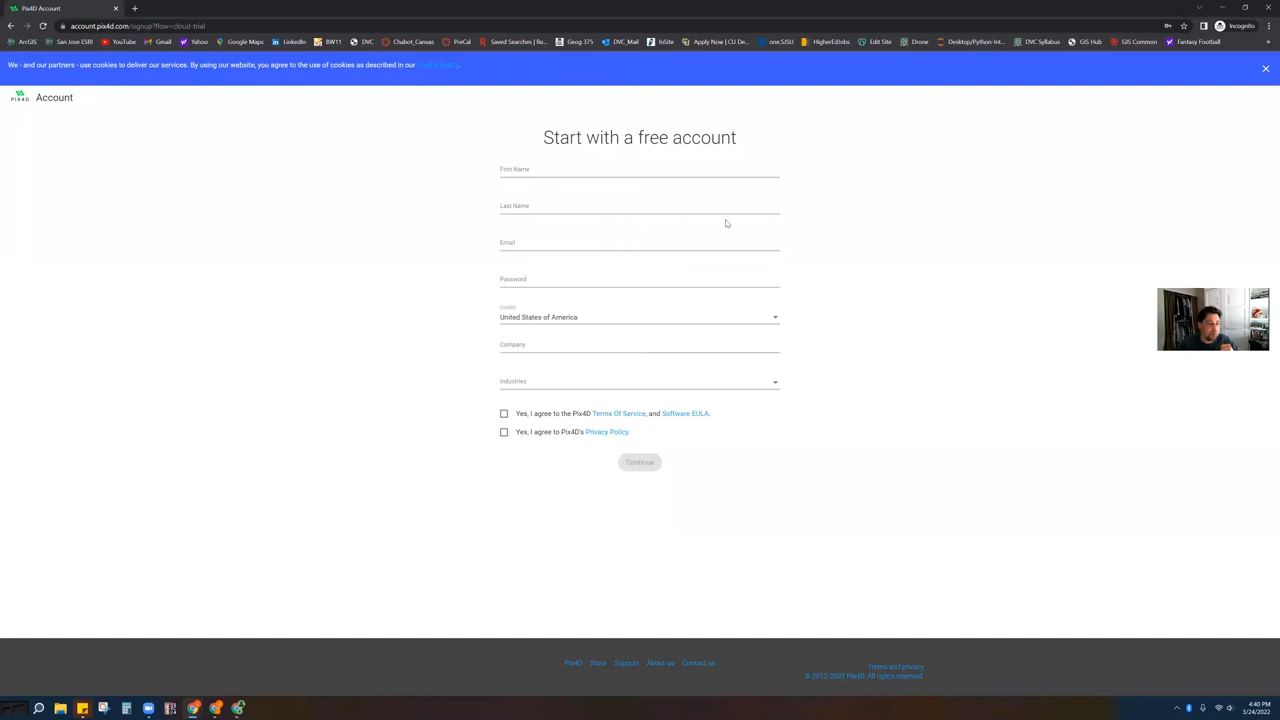 Pix4D Account
account.pix4d.com/signup?flow=cloud-trial
Incognito
ArcGIS
San Jose ESRI
YouTube
Gmail
Yahoo
Google Maps
LinkedIn
BW11
DVC
Chabot_Canvas
PreCal
Saved Searches | Re...
Geog 375
DVC_Mail
InSite
Apply Now | CU De...
one.SJSU
HigherEdJobs
Edit Site
Drone
Desktop/Python-Int...
DVC Syllabus
GIS Hub
GIS Common
Fantasy Football
We - and our partners - use cookies to deliver our services. By using our website, you agree to the use of cookies as described in our
PIX4D Account
Start with a free account
First Name
Last Name
Email
Password
Country
United States of America
Company
Industries
Yes, I agree to the Pix4D Terms Of Service, and Software EULA.
Yes, I agree to Pix4D's Privacy Policy.
Continue
Pix4D Store Support About us Contact us
Terms and privacy
© 2012-2022 Pix4D. All rights reserved.
4:40 PM
3/24/2022